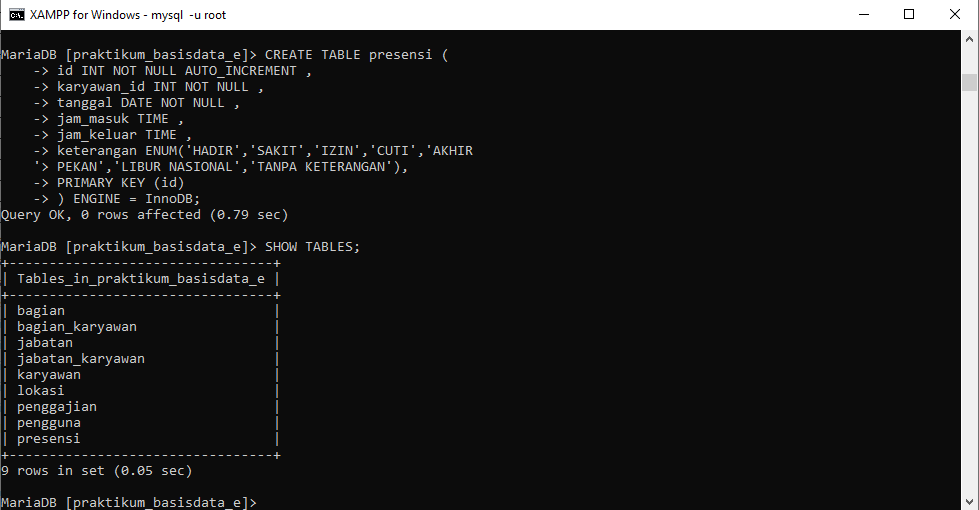 XAMPP for Windows - mysql  -u root
MariaDB [praktikum_basisdata_e]> CREATE TABLE presensi (
    -> id INT NOT NULL AUTO_INCREMENT ,
    -> karyawan_id INT NOT NULL ,
    -> tanggal DATE NOT NULL ,
    -> jam_masuk TIME ,
    -> jam_keluar TIME ,
    -> keterangan ENUM('HADIR','SAKIT','IZIN','CUTI','AKHIR
    '> PEKAN','LIBUR NASIONAL','TANPA KETERANGAN'),
    -> PRIMARY KEY (id)
    -> ) ENGINE = InnoDB;
Query OK, 0 rows affected (0.79 sec)
MariaDB [praktikum_basisdata_e]> SHOW TABLES;
+---------------------------------+
| Tables_in_praktikum_basisdata_e |
+---------------------------------+
| bagian                          |
| bagian_karyawan                 |
| jabatan                         |
| jabatan_karyawan                |
| karyawan                        |
| lokasi                          |
| penggajian                      |
| pengguna                        |
| presensi                        |
+---------------------------------+
9 rows in set (0.05 sec)
MariaDB [praktikum_basisdata_e]>